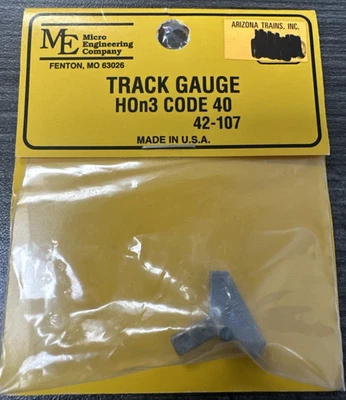 ME Micro
Engineering
Company
FENTON, MO 63026
ARIZONA TRAINS, INC.
TRACK GAUGE
HOn3 CODE 40
42-107
MADE IN U.S.A.